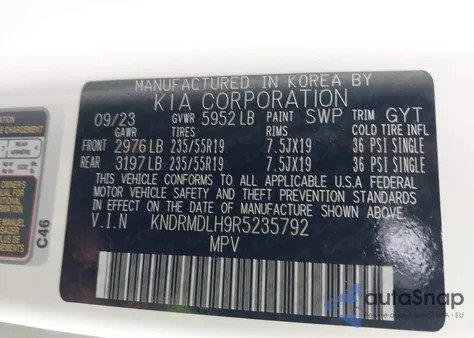 MANUFACTURED IN KOREA BY
KIA CORPORATION
09/23 GVWR 5952 LB PAINT SWP TRIM GYT
GAWR TIRES RIMS COLD TIRE INFL
FRONT 2976 LB 235/55R19 7.5JX19 36 PSI SINGLE
REAR 3197 LB 235/55R19 7.5JX19 36 PSI SINGLE
THIS VEHICLE CONFORMS TO ALL APPLICABLE U.S.A FEDERAL
MOTOR VEHICLE SAFETY AND THEFT PREVENTION STANDARDS
IN EFFECT ON THE DATE OF MANUFACTURE SHOWN ABOVE
V.I.N KNDRMDLH9R5235792
MPV
C46
autoSnap